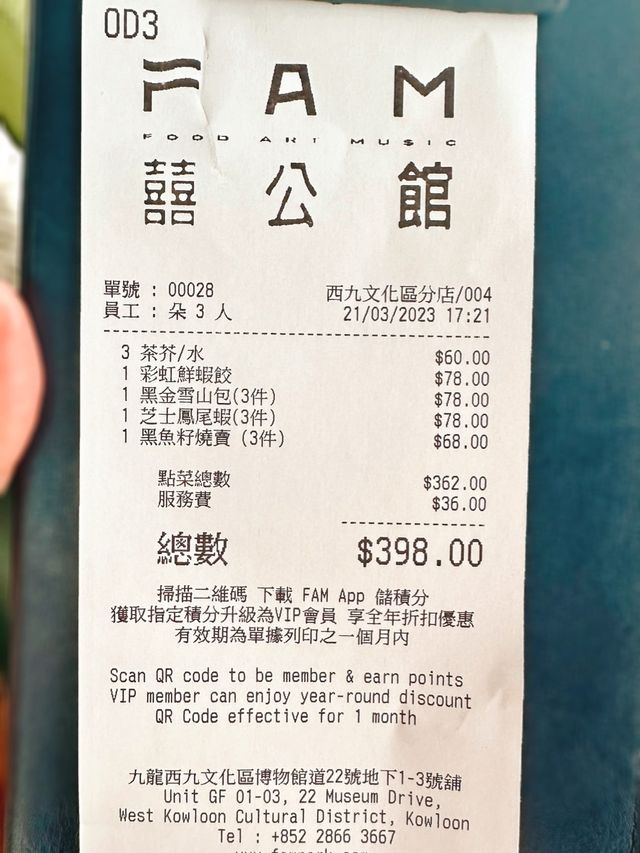 OD3
FAM
FOOD ART MUSIC
囍公館
單號 : 00028 西九文化區分店/004
員工 : 朵 3 人 21/03/2023 17:21
3 茶芥/水 $60.00
1 彩虹鮮蝦餃 $78.00
1 黑金雪山包(3件) $78.00
1 芝士鳳尾蝦(3件) $78.00
1 黑魚籽燒賣 (3件) $68.00
點菜總數 $362.00
服務費 $36.00
總數 $398.00
掃描二維碼 下載 FAM App 儲積分
獲取指定積分升級為VIP會員 享全年折扣優惠
有效期為單據列印之一個月內
Scan QR code to be member & earn points
VIP member can enjoy year-round discount
QR Code effective for 1 month
九龍西九文化區博物館道22號地下1-3號舖
Unit GF 01-03, 22 Museum Drive,
West Kowloon Cultural District, Kowloon
Tel : +852 2866 3667